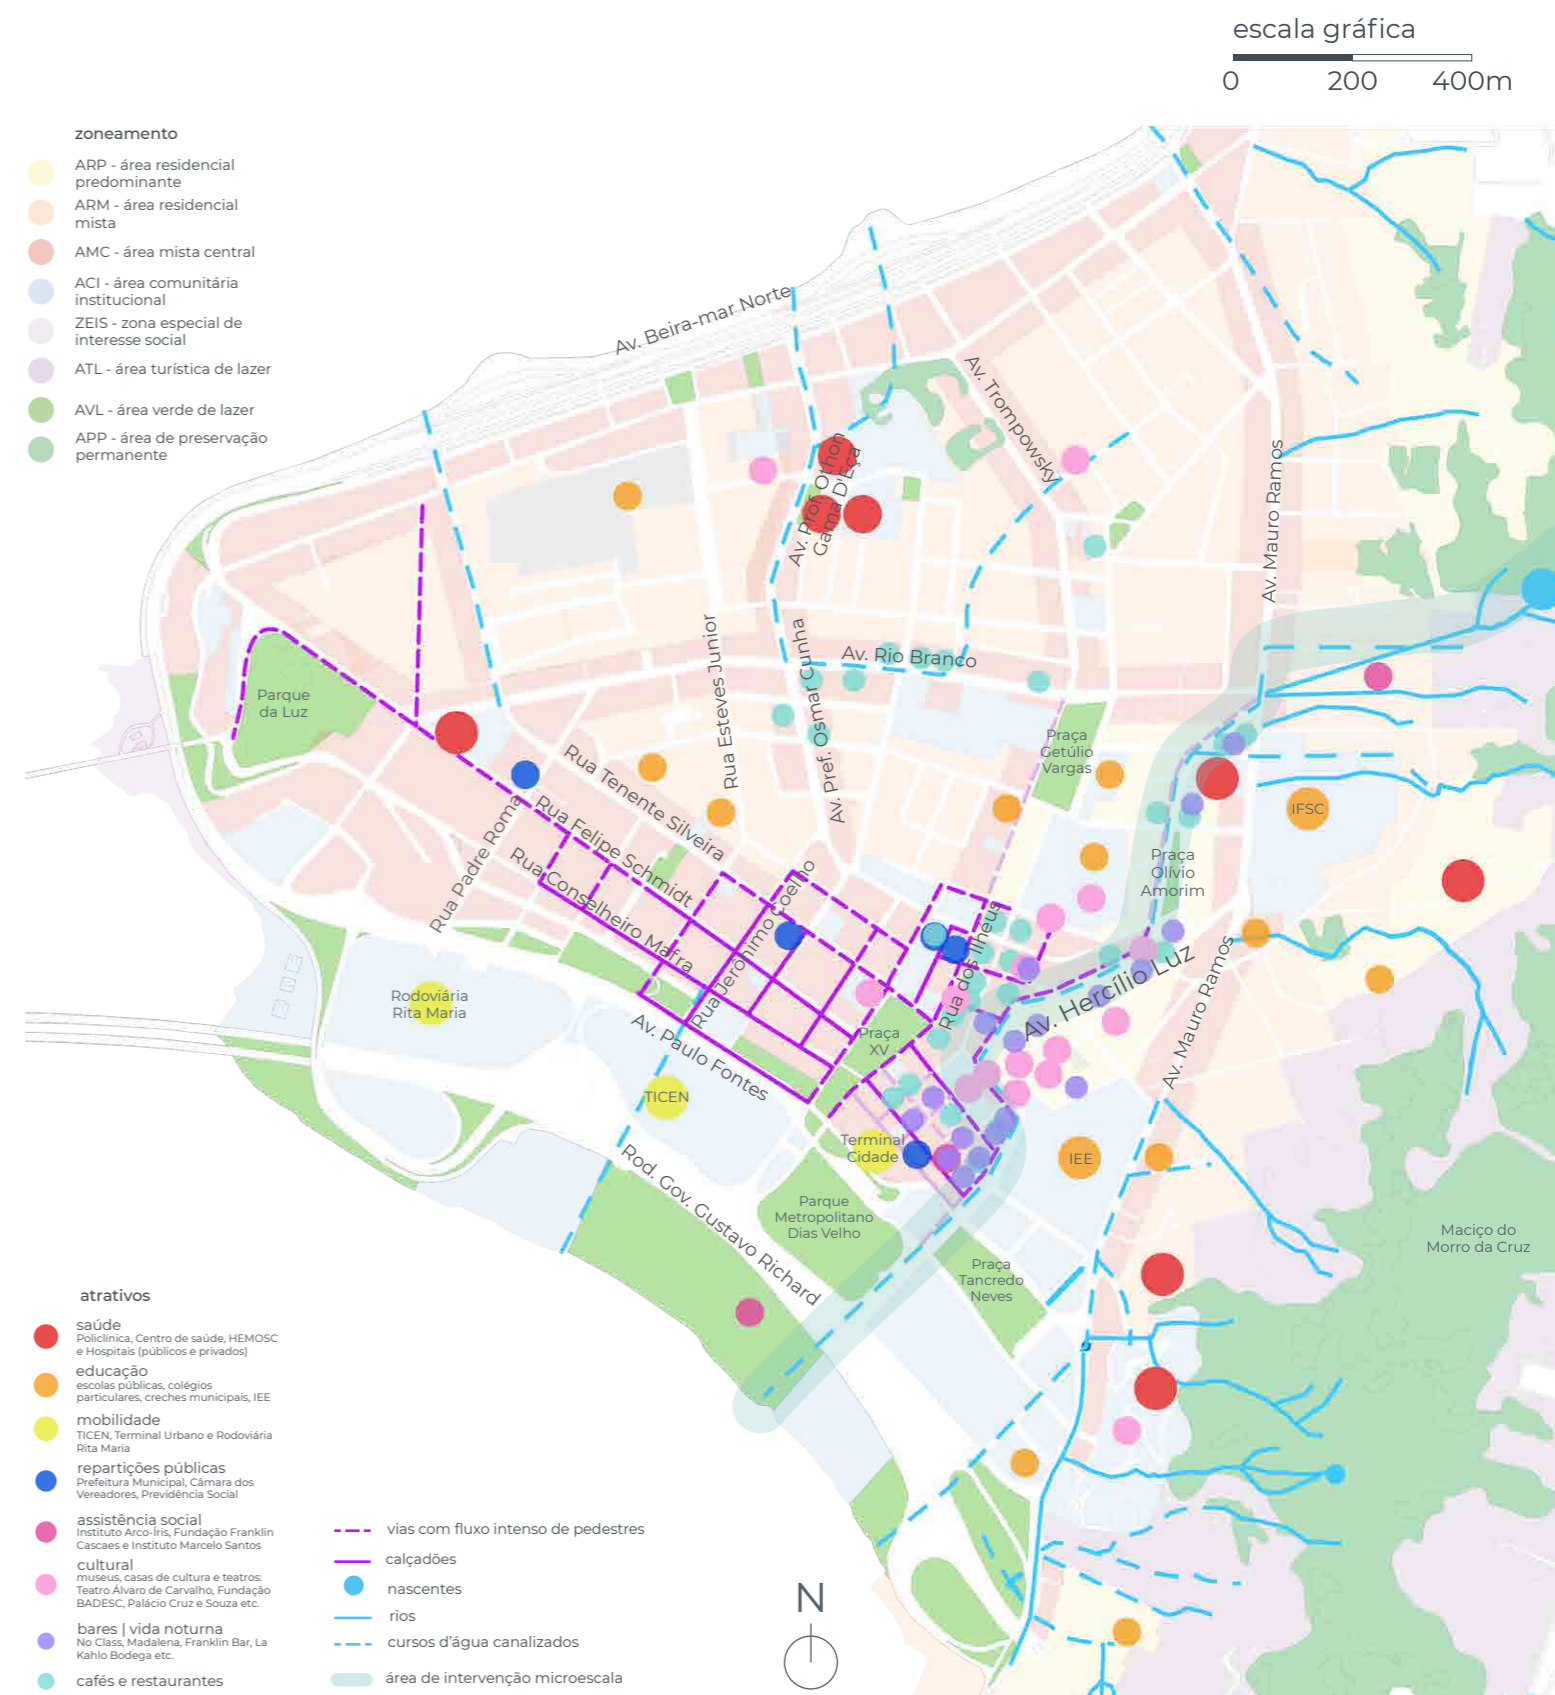 escala gráfica
0 200 400m
zoneamento
ARP - área residencial
predominante
ARM - área residencial
mista
AMC - área mista central
ACI - área comunitária
institucional
ZEIS - zona especial de
interesse social
ATL - área turística de lazer
AVL - área verde de lazer
APP - área de preservação
permanente
Av. Beira-mar Norte
Av. Trompowsky
Av. Prof. Othon
Gama D'Eça
Av. Mauro Ramos
Rua Esteves Junior
Av. Pref. Osmar Cunha
Av. Rio Branco
Parque
da Luz
Praça
Getúlio
Vargas
Rua Tenente Silveira
Rua Felipe Schmidt
Rua Padre Roma
Rua Conselheiro Mafra
Rua Jerônimo Coelho
IFSC
Praça
Olívio
Amorim
Rua dos Ilhéus
Av. Hercílio Luz
Av. Mauro Ramos
Rodoviária
Rita Maria
Av. Paulo Fontes
Praça
XV
TICEN
Terminal
Cidade
IEE
Rod. Gov. Gustavo Richard
Parque
Metropolitano
Dias Velho
Praça
Tancredo
Neves
Maciço do
Morro da Cruz
atrativos
saúde
Policlínica, Centro de saúde, HEMOSC
e Hospitais (públicos e privados)
educação
escolas públicas, colégios
particulares, creches municipais, IEE
mobilidade
TICEN, Terminal Urbano e Rodoviária
Rita Maria
repartições públicas
Prefeitura Municipal, Câmara dos
Vereadores, Previdência Social
assistência social
Instituto Arco-Íris, Fundação Franklin
Cascaes e Instituto Marcelo Santos
cultural
museus, casas de cultura e teatros:
Teatro Álvaro de Carvalho, Fundação
BADESC, Palácio Cruz e Souza etc.
bares | vida noturna
No Class, Madalena, Franklin Bar, La
Kahlo Bodega etc.
cafés e restaurantes
vias com fluxo intenso de pedestres
calçadões
nascentes
rios
cursos d'água canalizados
área de intervenção microescala
N